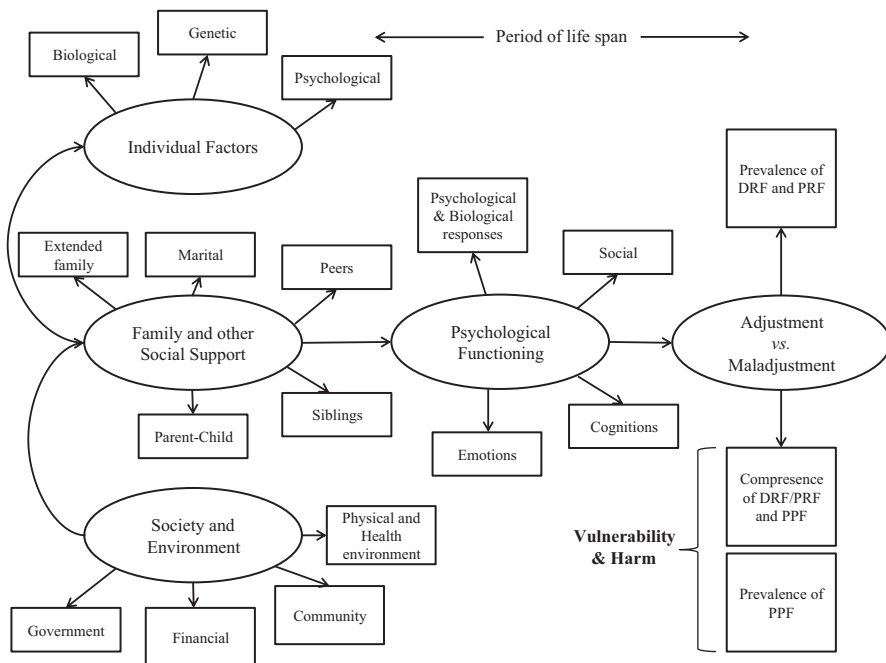 Period of life span
Genetic
Biological
Psychological
Individual Factors
Prevalence of
DRF and PRF
Psychological
& Biological
responses
Extended
family
Marital
Peers
Social
Family and other
Social Support
Psychological
Functioning
Adjustment
vs.
Maladjustment
Parent-Child
Siblings
Emotions
Cognitions
Compresence
of DRF/PRF
and PPF
Society and
Environment
Physical and
Health
environment
Vulnerability
& Harm
Prevalence of
PPF
Government
Financial
Community